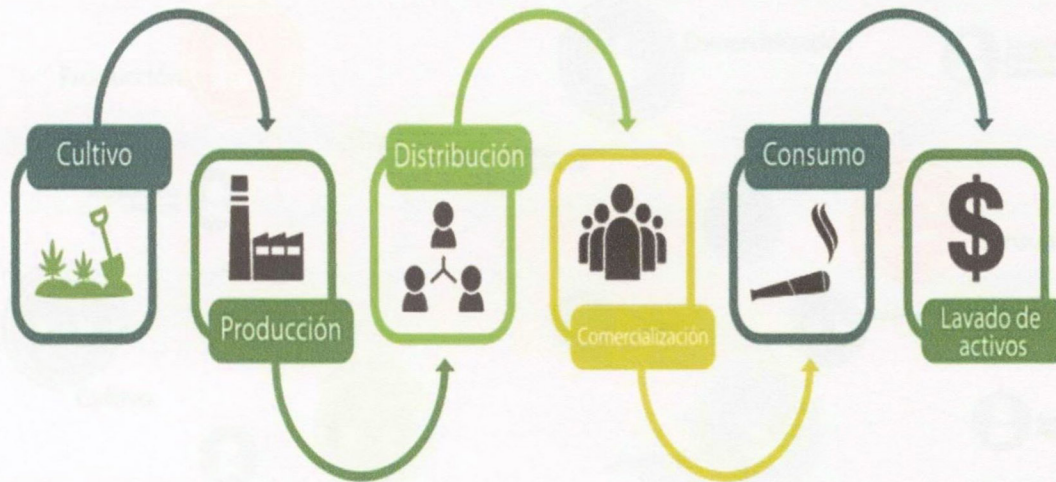 Cultivo
Producción
Distribución
Comercialización
Consumo
$
Lavado de
activos